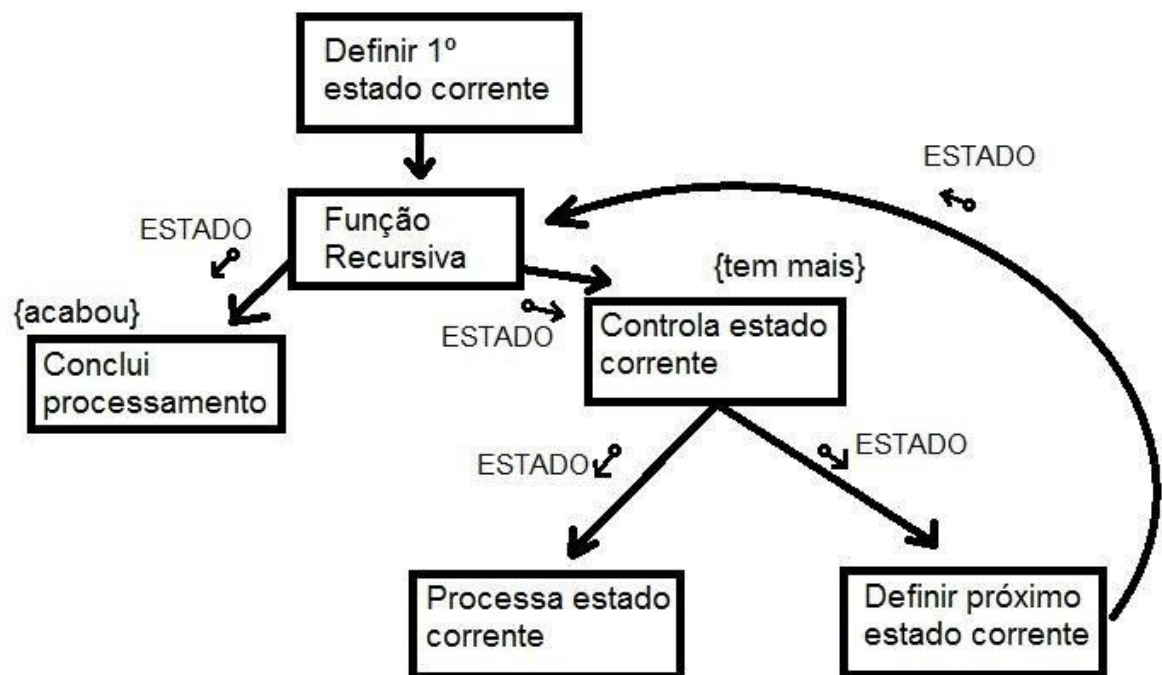 Definir 1º
estado corrente
ESTADO
Função
Recursiva
ESTADO
{tem mais}
{acabou}
ESTADO
Controla estado
corrente
Conclui
processamento
ESTADO
ESTADO
Processa estado
corrente
Definir próximo
estado corrente